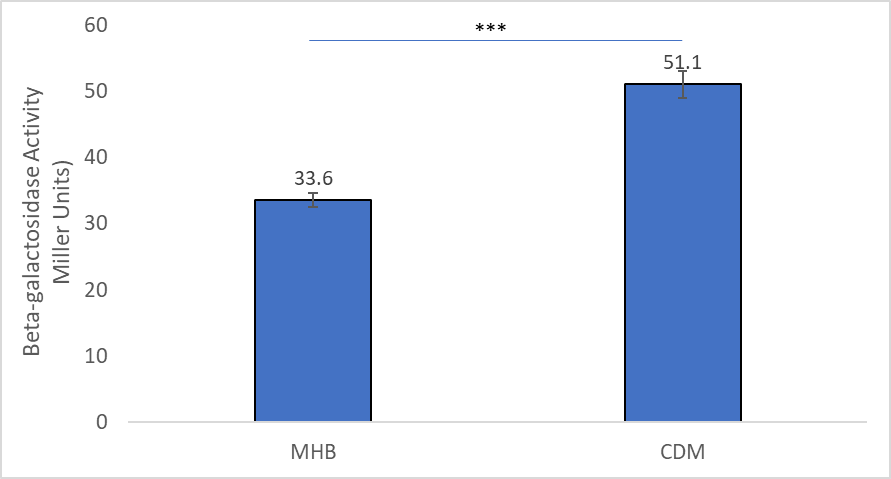 Beta-galactosidase Activity
Miller Units)
60
50
40
30
20
10
0
***
33.6
51.1
MHB
CDM